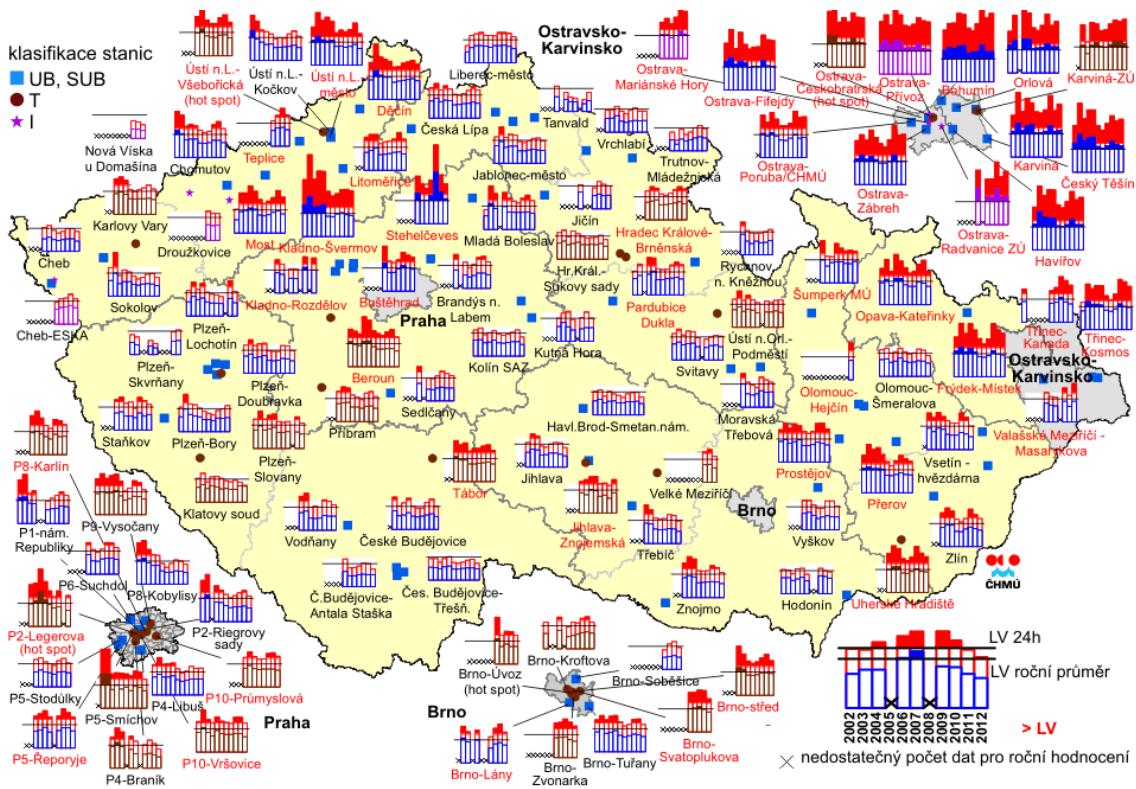 klasifikace stanic
UB, SUB
T
I
Ústí n.L.-
Všebořická
(hot spot)
Ústí n.L.-
Kočkov
Ústí n.L.
město
Děčín
Liberec-město
Ostravsko-
Karvinsko
Ostrava-
Mariánské Hory
Ostrava-Fifejdy
Ostrava-
Českobratrská
(hot spot)
Ostrava-
Přívoz
Bohumín
Orlová
Karviná-ZÚ
Nová Víska
u Domašína
Chomutov
Teplice
Litoměřice
Česká Lípa
Tanvald
Vrchlabí
Jablonec-město
Trutnov-
Mládežnická
Ostrava-
Poruba/ČHMÚ
Ostrava-
Zábřeh
Karviná
Český Těšín
Ostrava-
Radvanice ZÚ
Havířov
Karlovy Vary
Droužkovice
Most
Kladno-Švermov
Stehelčeves
Mladá Boleslav
Jičín
Hradec Králové-
Brněnská
Cheb
Sokolov
Kladno-Rozdělov
Buštěhrad
Brandýs n.
Labem
Hr.Král.-
Sukovy sady
Rychnov
n. Kněžnou
Šumperk MÚ
Opava-Kateřinky
Cheb-ESKA
Plzeň-
Lochotín
Praha
Pardubice
Dukla
Třinec-
Kanada
Třinec-
Kosmos
Plzeň-
Skvrňany
Plzeň-
Doubravka
Beroun
Kolín SAZ
Kutná Hora
Ústí n.Orl.-
Podměstí
Svitavy
Olomouc-
Hejčín
Olomouc-
Šmeralova
Frýdek-Místek
Ostravsko-
Karvinsko
Staňkov
Plzeň-Bory
Plzeň-
Slovany
Příbram
Sedlčany
Havl.Brod-Smetan.nám.
Moravská
Třebová
Valašské Meziříčí -
Masarykova
P8-Karlín
Klatovy soud
Tábor
Jihlava
Velké Meziříčí
Prostějov
Přerov
Vsetín -
hvězdárna
P9-Vysočany
P1-nám.
Republiky
Vodňany
České Budějovice
Jihlava-
Znojemská
Třebíč
Brno
Vyškov
Zlín
P6-Suchdol
P8-Kobylisy
Č.Budějovice-
Antala Staška
Čes. Budějovice-
Třešň.
Znojmo
Hodonín
Uherské Hradiště
ČHMÚ
P2-Legerova
(hot spot)
P2-Riegrovy
sady
P5-Stodůlky
P5-Smíchov
P4-Libuš
P10-Průmyslová
P5-Řeporyje
P4-Braník
P10-Vršovice
Praha
Brno-Úvoz
(hot spot)
Brno-Kroftova
Brno-Soběšice
Brno-střed
Brno
Brno-Lány
Brno-
Zvonarka
Brno-Tuřany
Brno-
Svatoplukova
LV 24h
LV roční průměr
2002
2003
2004
2005
2006
2007
2008
2009
2010
2011
2012
> LV
nedostatečný počet dat pro roční hodnocení